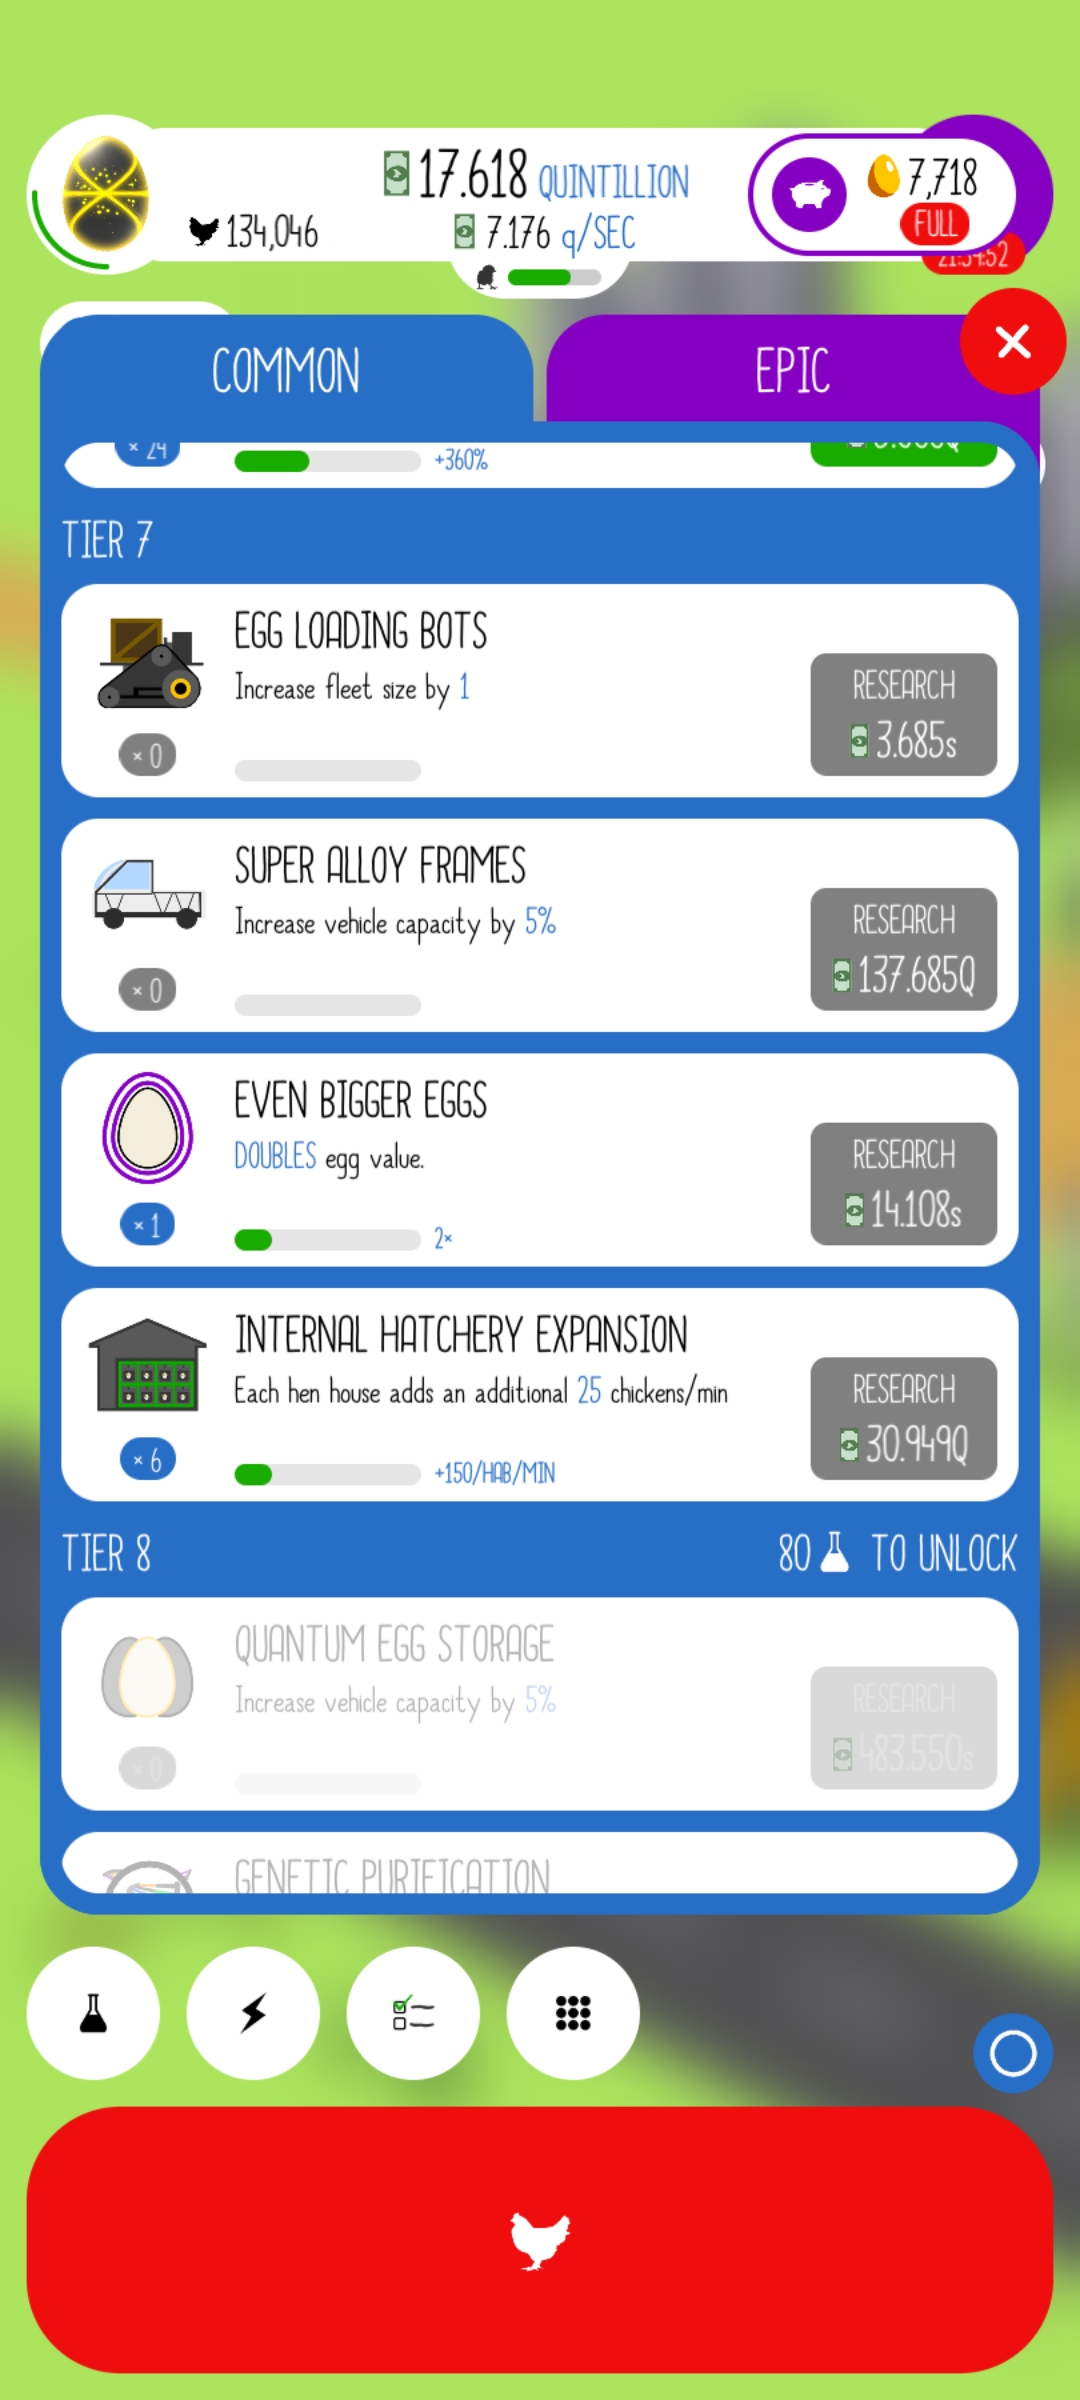 17.618 QUINTILLION
134,046
7.176 q/SEC
7,718
FULL
21:54:52
COMMON
EPIC
× 24
+360%
TIER 7
EGG LOADING BOTS
Increase fleet size by 1
× 0
RESEARCH
3.685s
SUPER ALLOY FRAMES
Increase vehicle capacity by 5%
× 0
RESEARCH
137.685Q
EVEN BIGGER EGGS
DOUBLES egg value.
× 1
2×
RESEARCH
14.108s
INTERNAL HATCHERY EXPANSION
Each hen house adds an additional 25 chickens/min
× 6
+150/HAB/MIN
RESEARCH
30.949Q
TIER 8
80 TO UNLOCK
QUANTUM EGG STORAGE
Increase vehicle capacity by 5%
× 0
RESEARCH
483.550s
GENETIC PURIFICATION